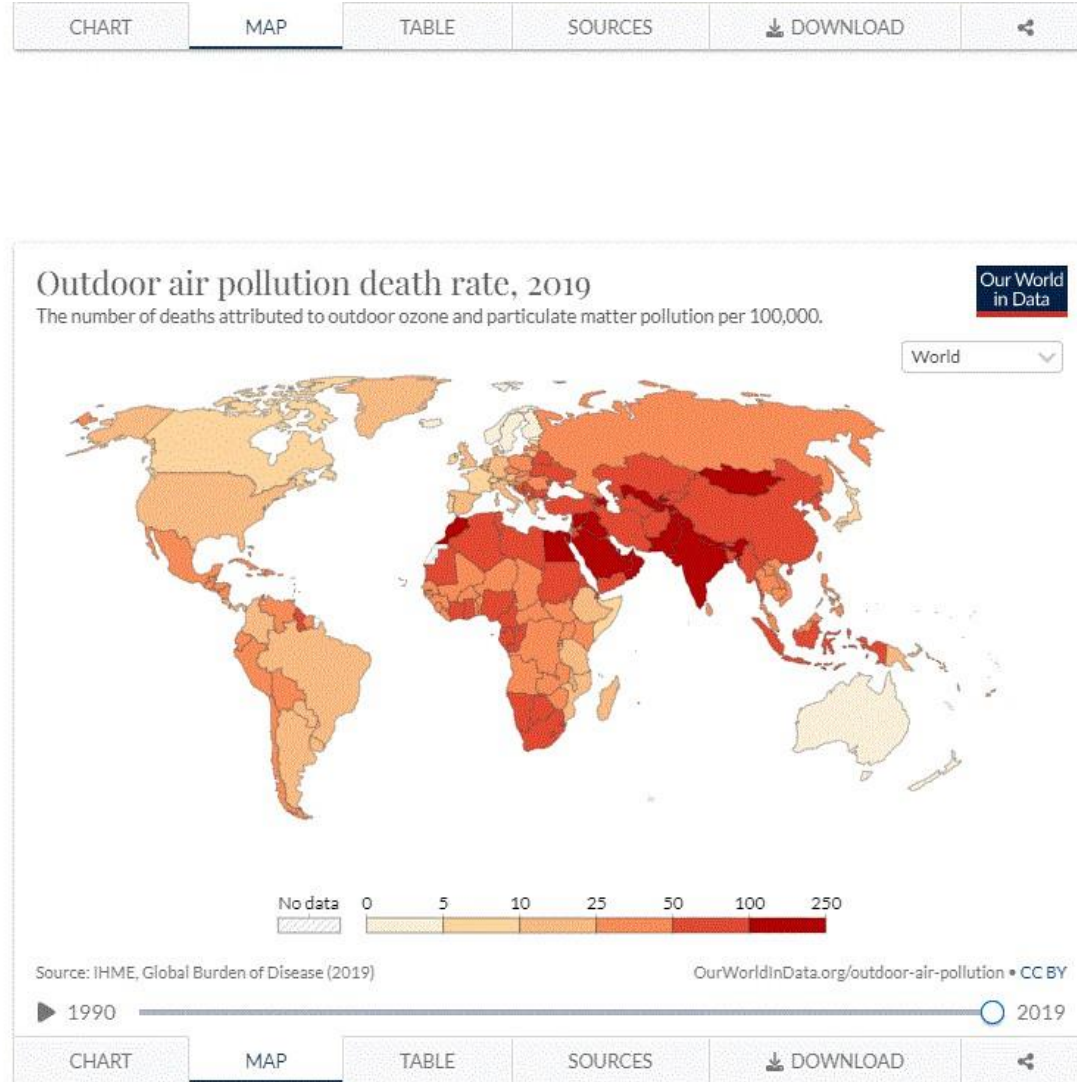 CHART MAP TABLE SOURCES DOWNLOAD
Outdoor air pollution death rate, 2019
The number of deaths attributed to outdoor ozone and particulate matter pollution per 100,000.
Our World
in Data
World
No data 0 5 10 25 50 100 250
Source: IHME, Global Burden of Disease (2019)
OurWorldInData.org/outdoor-air-pollution • CC BY
1990 2019
CHART MAP TABLE SOURCES DOWNLOAD